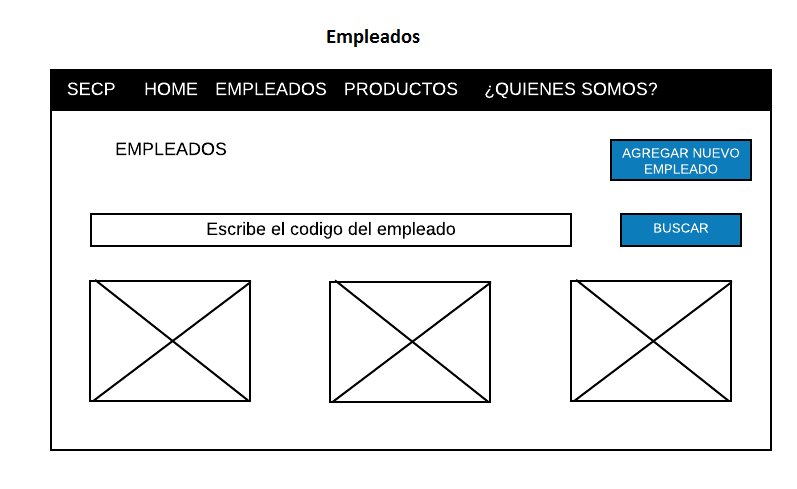 Empleados
SECP HOME EMPLEADOS PRODUCTOS ¿QUIENES SOMOS?
EMPLEADOS
AGREGAR NUEVO
EMPLEADO
Escribe el codigo del empleado
BUSCAR